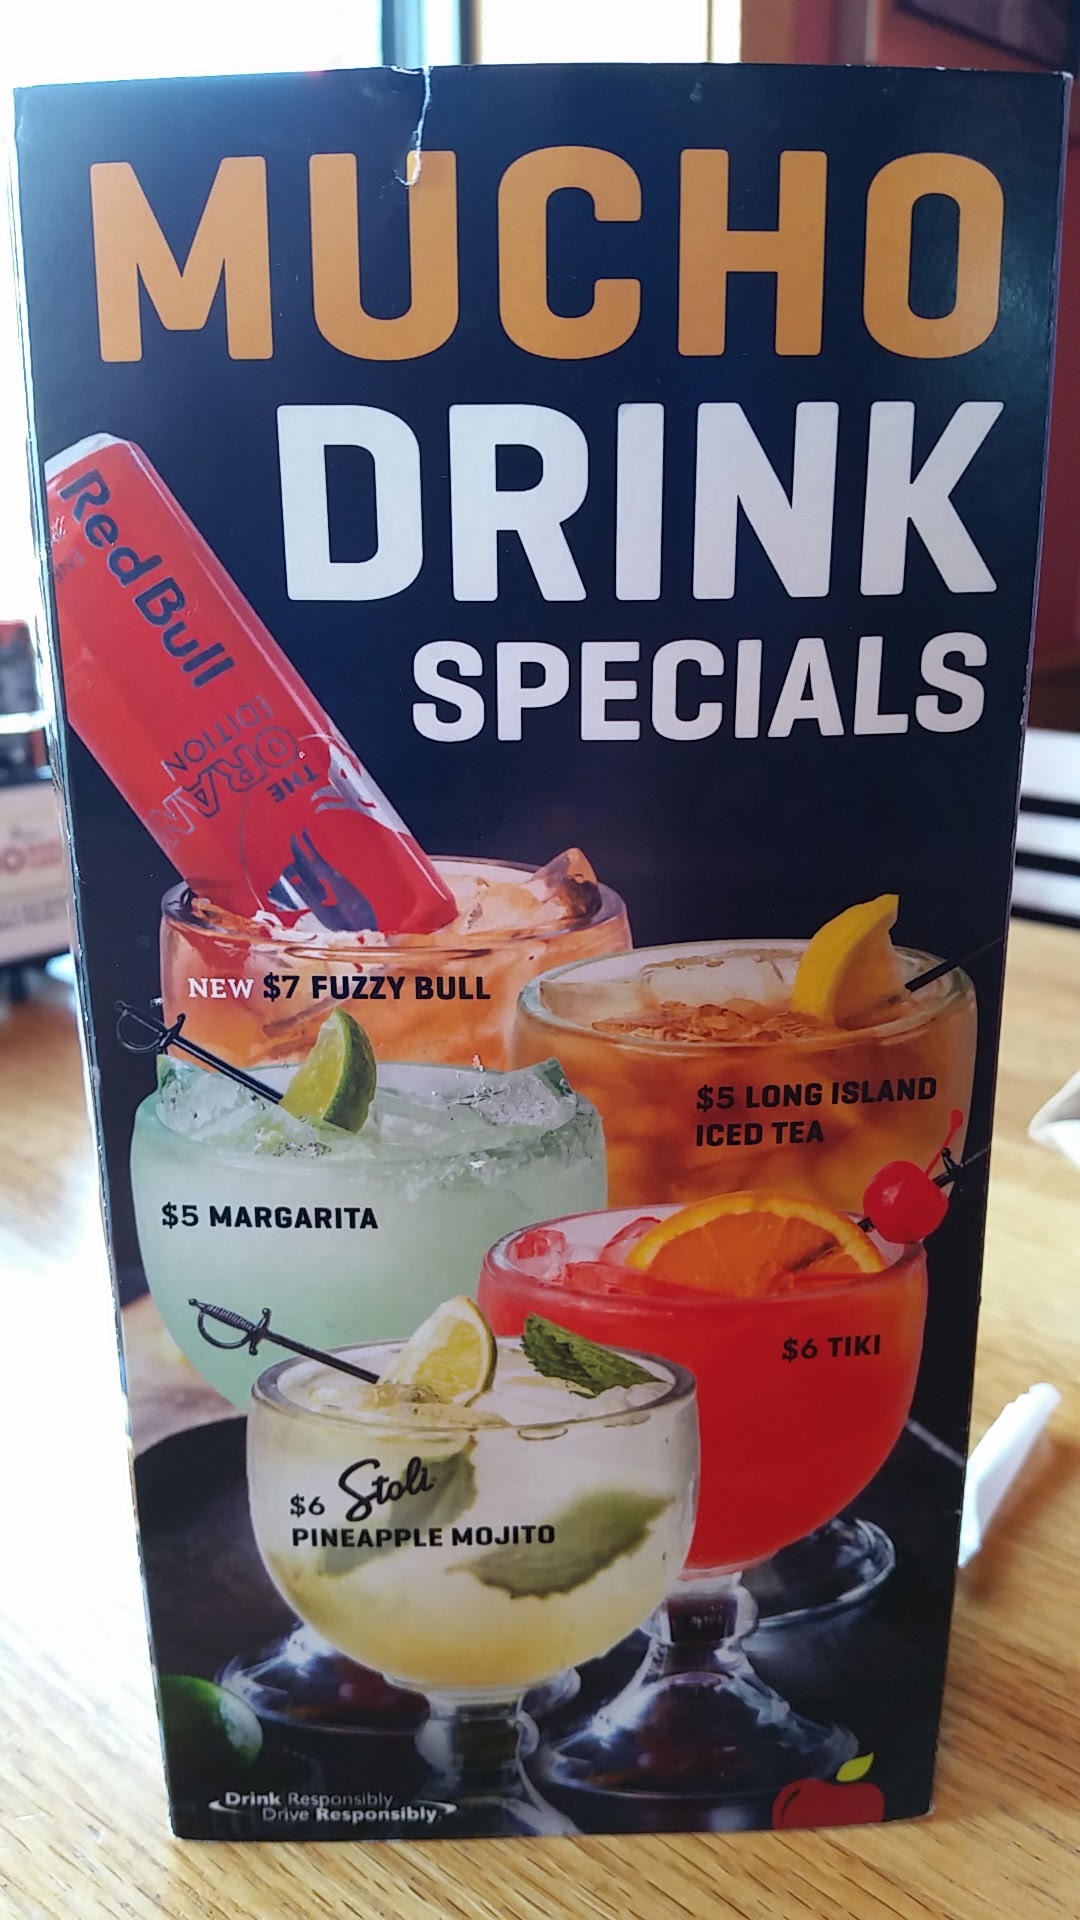 MUCHO
DRINK
SPECIALS
Red Bull
THE
ORAN
EDITION
NEW $7 FUZZY BULL
$5 LONG ISLAND
ICED TEA
$5 MARGARITA
$6 TIKI
$6 Stoli
PINEAPPLE MOJITO
Drink Responsibly
Drive Responsibly.